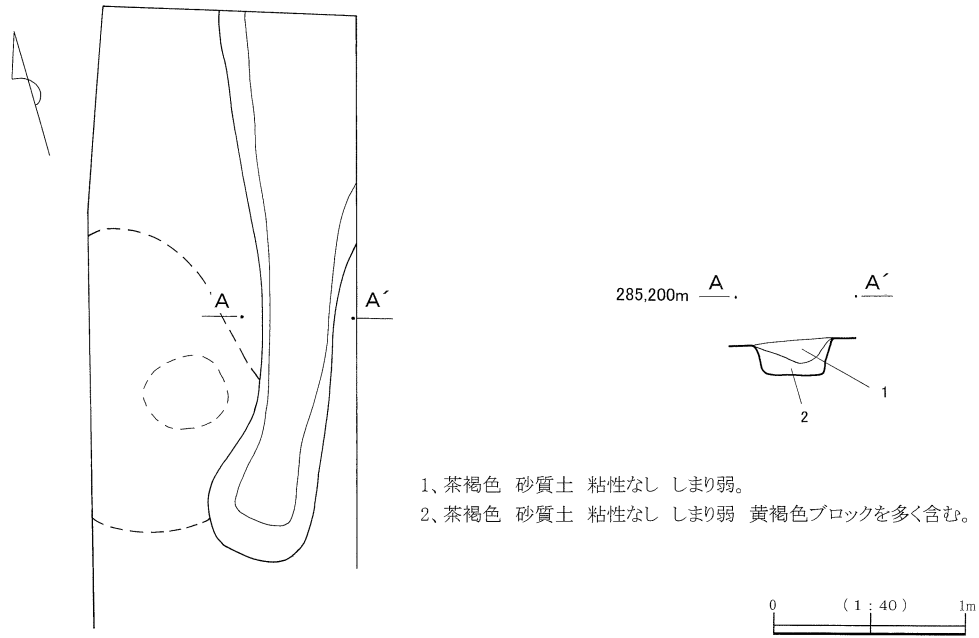 A A´
285,200m A A´
1
2
1、茶褐色 砂質土 粘性なし しまり弱。
2、茶褐色 砂質土 粘性なし しまり弱 黄褐色ブロックを多く含む。
0 (1:40) 1m